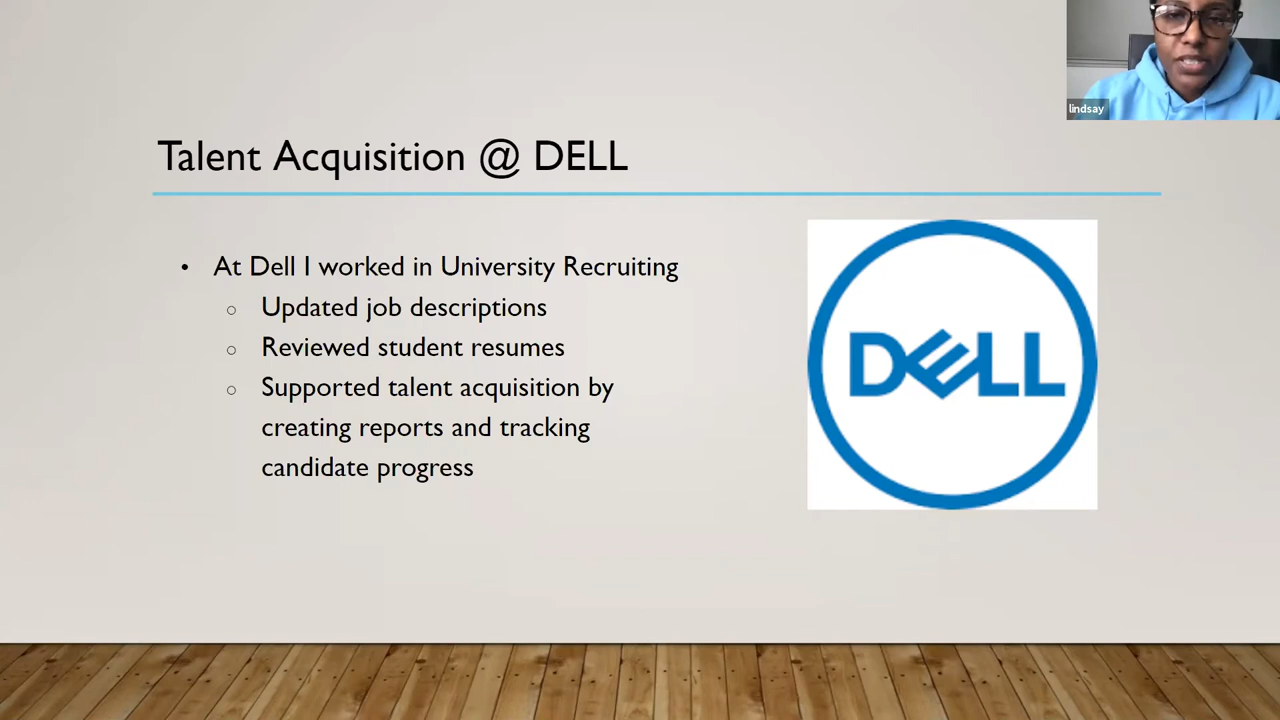 lindsay
Talent Acquisition @ DELL
• At Dell I worked in University Recruiting
○ Updated job descriptions
○ Reviewed student resumes
○ Supported talent acquisition by
creating reports and tracking
candidate progress
DELL